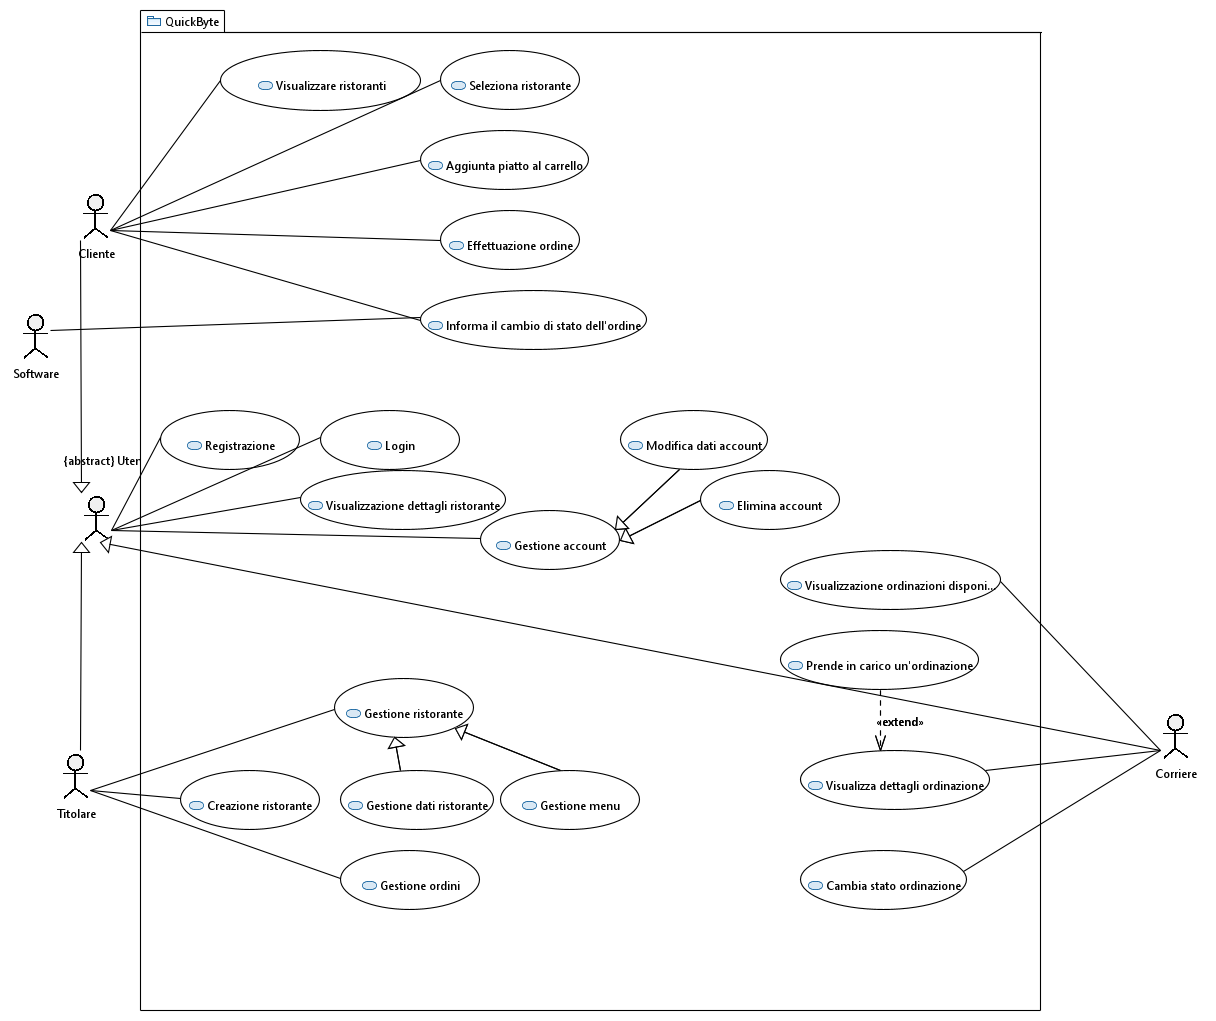 QuickByte
Visualizzare ristoranti
Seleziona ristorante
Aggiunta piatto al carrello
Effettuazione ordine
Cliente
Informa il cambio di stato dell'ordine
Software
{abstract} Uten
Registrazione
Login
Modifica dati account
Visualizzazione dettagli ristorante
Elimina account
Gestione account
Visualizzazione ordinazioni disponi...
Prende in carico un'ordinazione
«extend»
Gestione ristorante
Corriere
Visualizza dettagli ordinazione
Creazione ristorante
Gestione dati ristorante
Gestione menu
Titolare
Gestione ordini
Cambia stato ordinazione